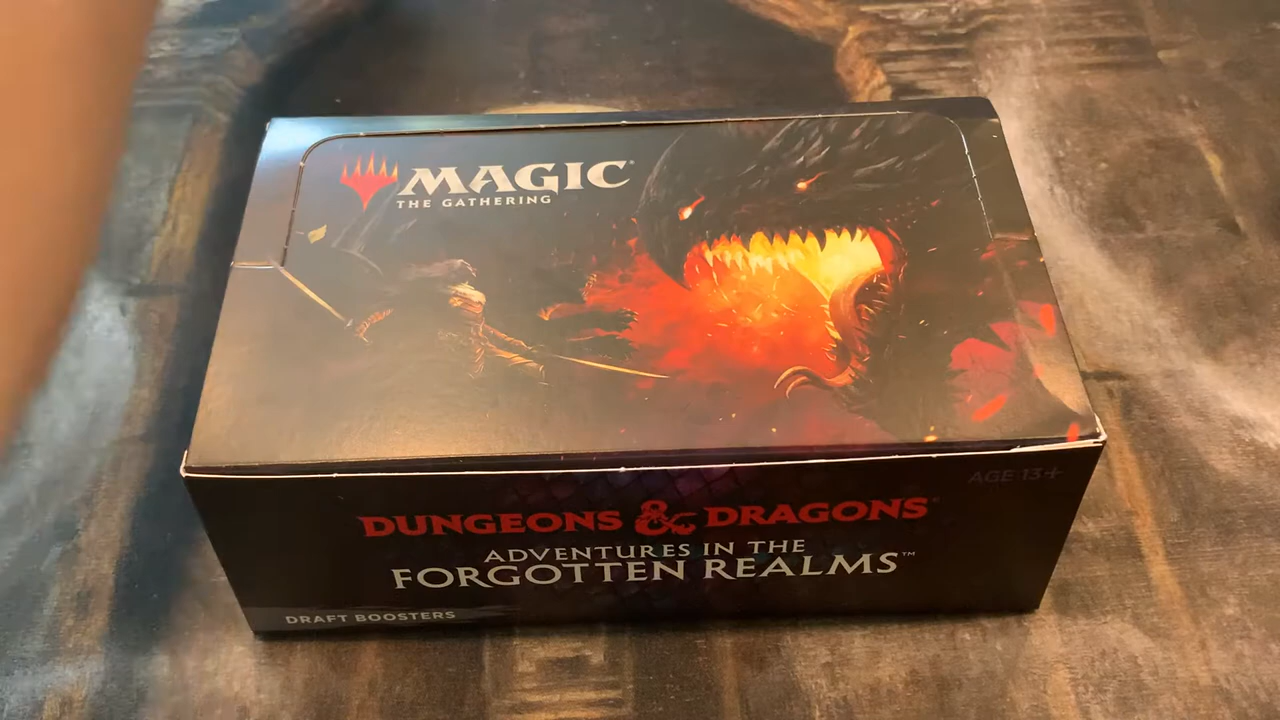 MAGIC
THE GATHERING
AGE 13+
DUNGEONS & DRAGONS
ADVENTURES IN THE
FORGOTTEN REALMS™
DRAFT BOOSTERS